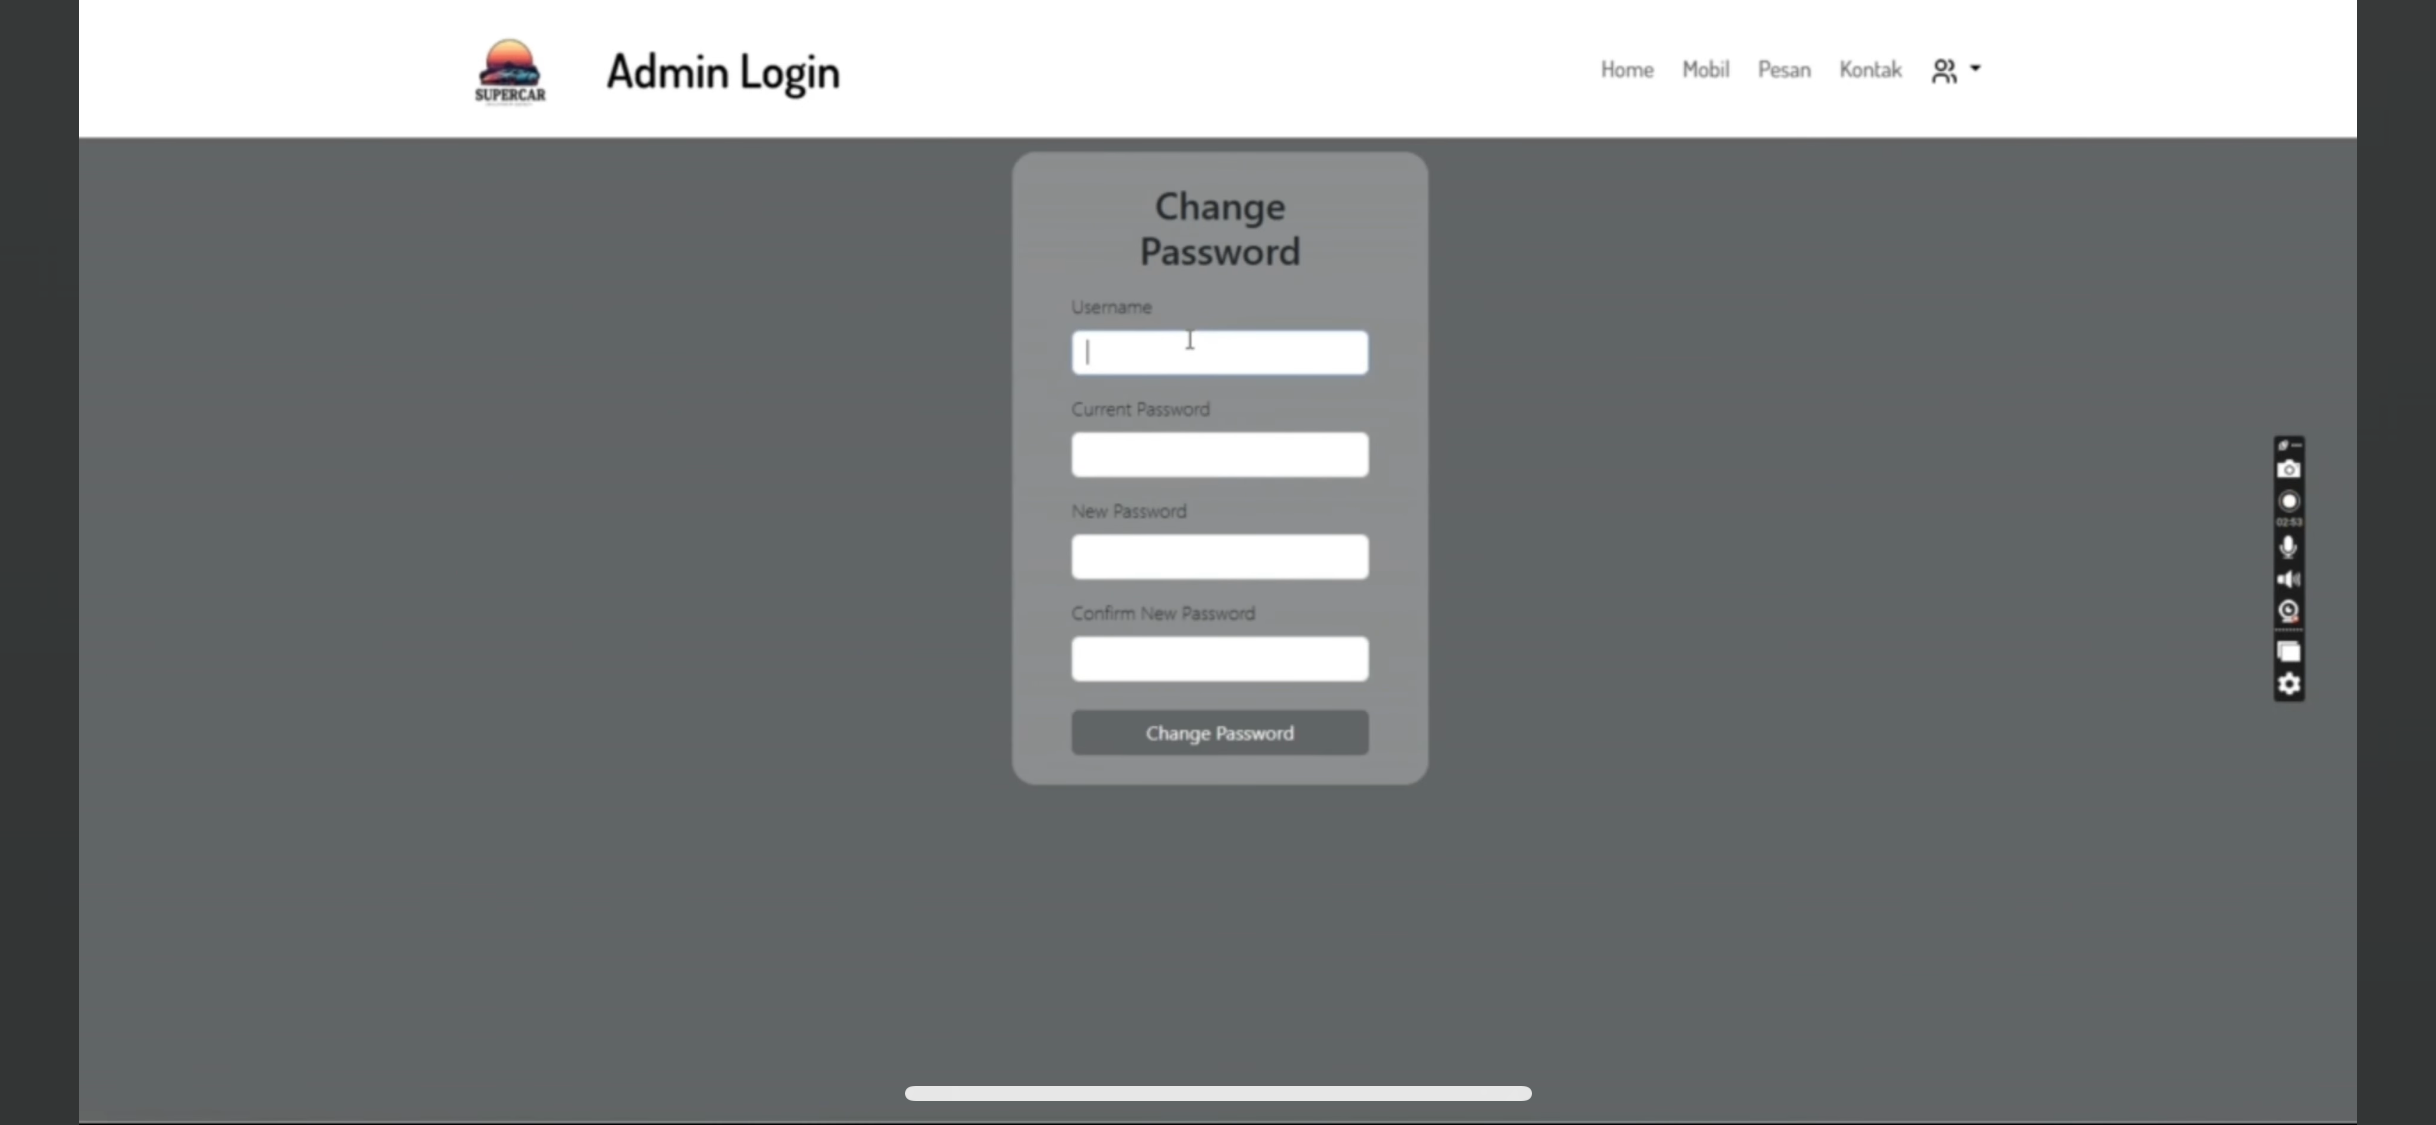 SUPERCAR
Admin Login
Home
Mobil
Pesan
Kontak
Change
Password
Username
Current Password
New Password
Confirm New Password
Change Password
02:53